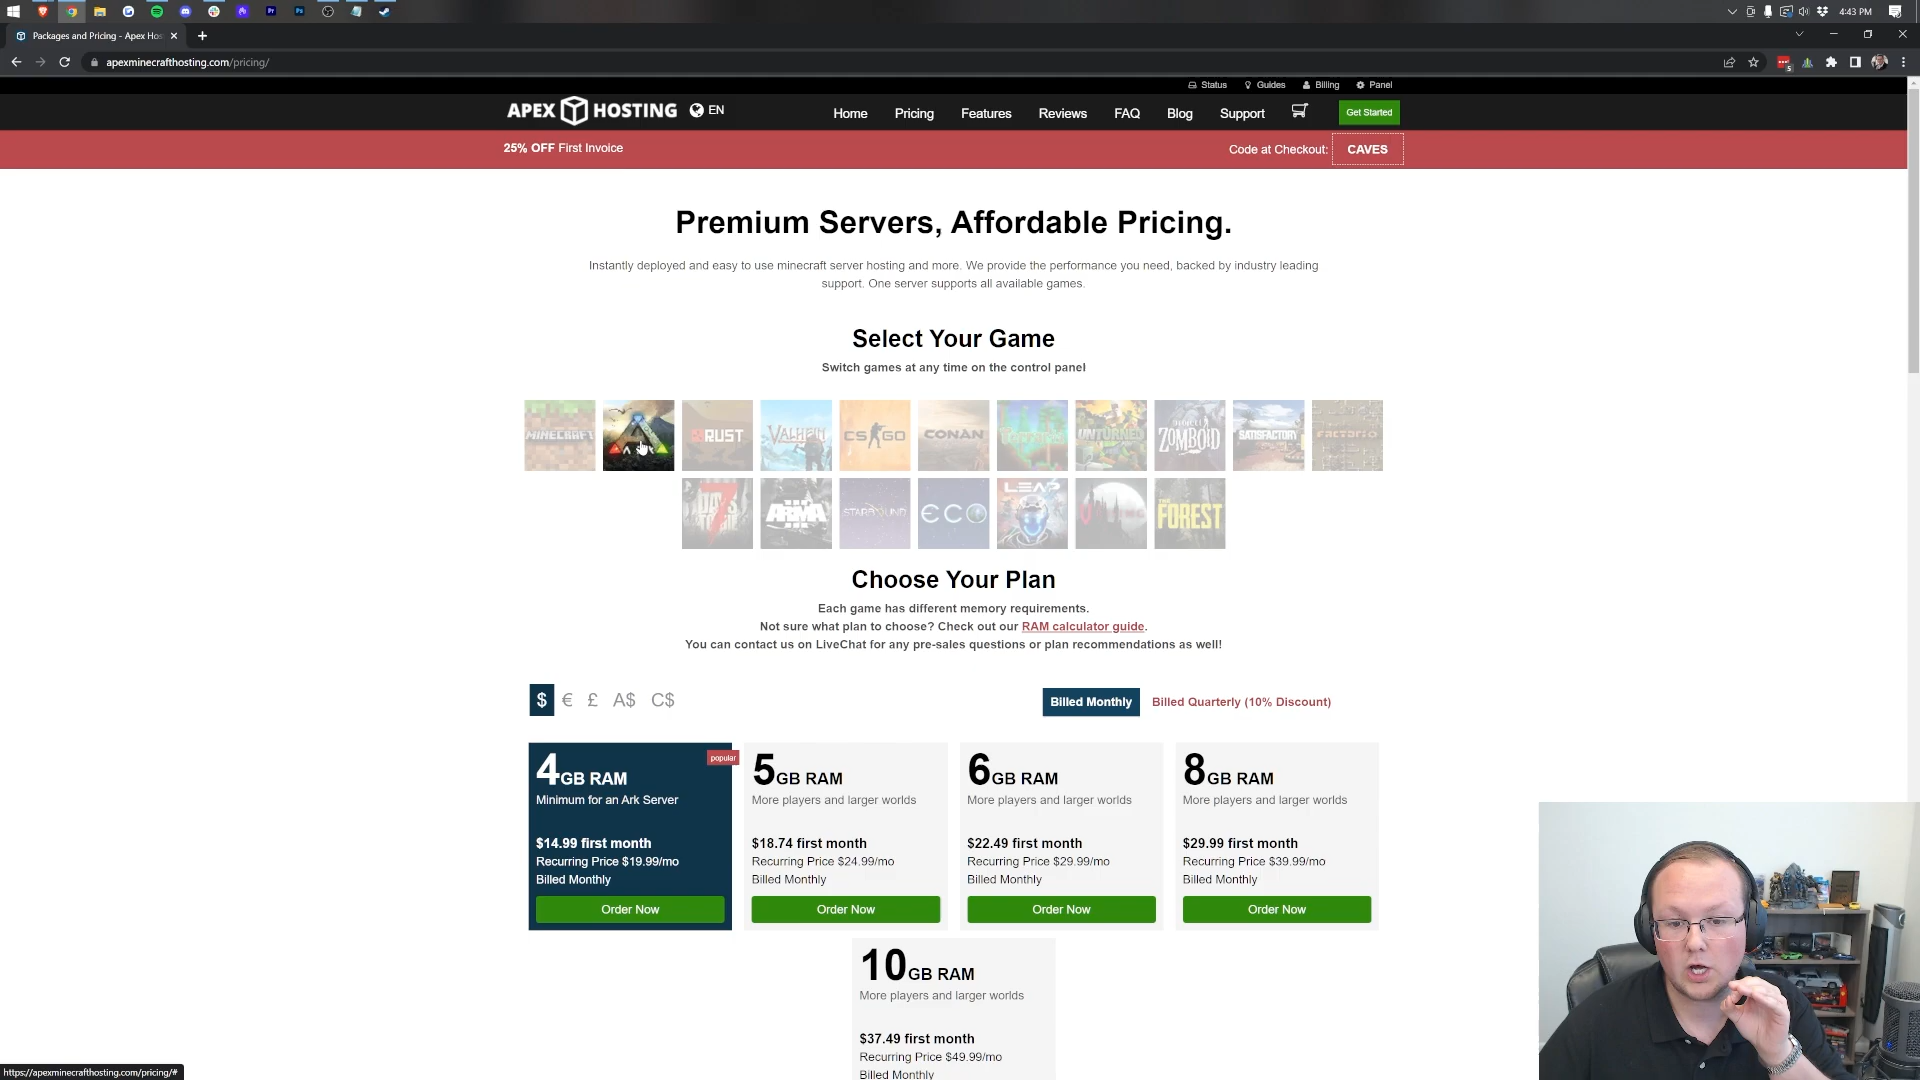 4:43 PM
Packages and Pricing - Apex Hos
apexminecrafthosting.com/pricing/
Status Guides Billing Panel
APEX HOSTING EN
Home Pricing Features Reviews FAQ Blog Support Get Started
25% OFF First Invoice
Code at Checkout: CAVES
Premium Servers, Affordable Pricing.
Instantly deployed and easy to use minecraft server hosting and more. We provide the performance you need, backed by industry leading
support. One server supports all available games.
Select Your Game
Switch games at any time on the control panel
MINECRAFT RUST VALHEIM CS GO CONAN Terraria UNTURNED PROJECT ZOMBOID SATISFACTORY FACTORIO
7 ARMA III STARBOUND ECO LEAP THE FOREST
Choose Your Plan
Each game has different memory requirements.
Not sure what plan to choose? Check out our RAM calculator guide.
You can contact us on LiveChat for any pre-sales questions or plan recommendations as well!
$ € £ A$ C$
Billed Monthly Billed Quarterly (10% Discount)
4GB RAM
popular
Minimum for an Ark Server
$14.99 first month
Recurring Price $19.99/mo
Billed Monthly
Order Now
5GB RAM
More players and larger worlds
$18.74 first month
Recurring Price $24.99/mo
Billed Monthly
Order Now
6GB RAM
More players and larger worlds
$22.49 first month
Recurring Price $29.99/mo
Billed Monthly
Order Now
8GB RAM
More players and larger worlds
$29.99 first month
Recurring Price $39.99/mo
Billed Monthly
Order Now
10GB RAM
More players and larger worlds
$37.49 first month
Recurring Price $49.99/mo
Billed Monthly
https://apexminecrafthosting.com/pricing/#